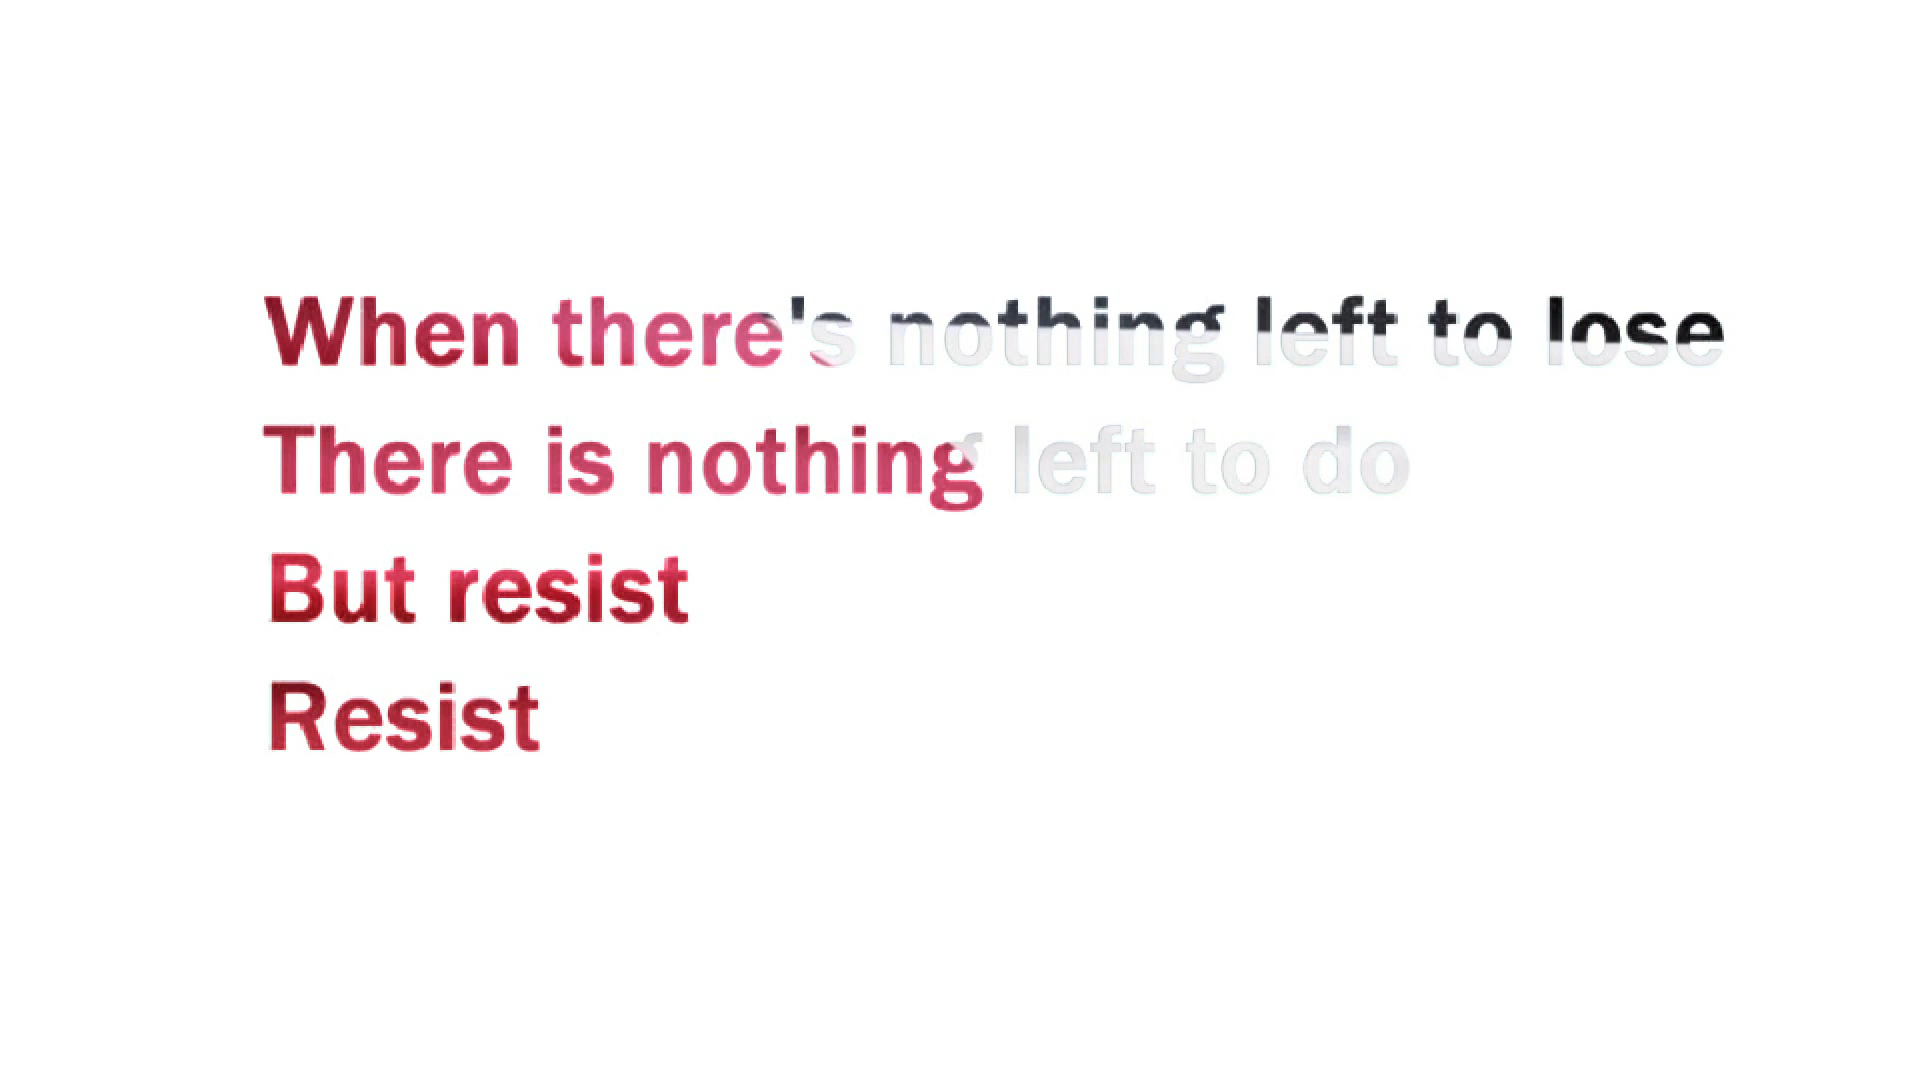 When there's nothing left to lose
There is nothing left to do
But resist
Resist